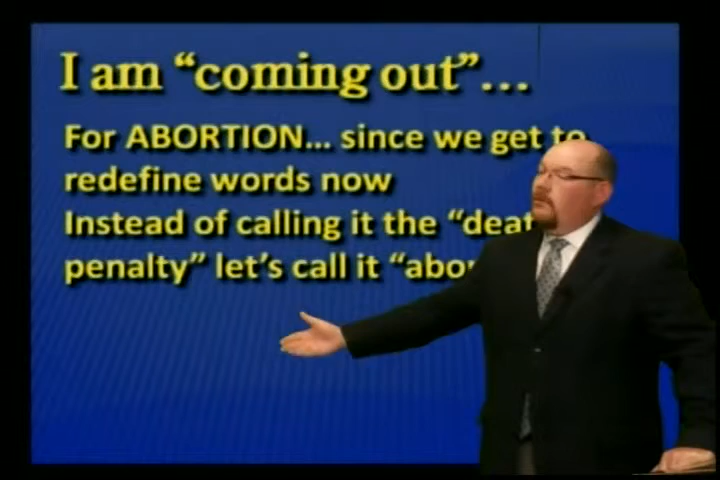 I am “coming out”...
For ABORTION... since we get to
redefine words now
Instead of calling it the
penalty” let’s call it